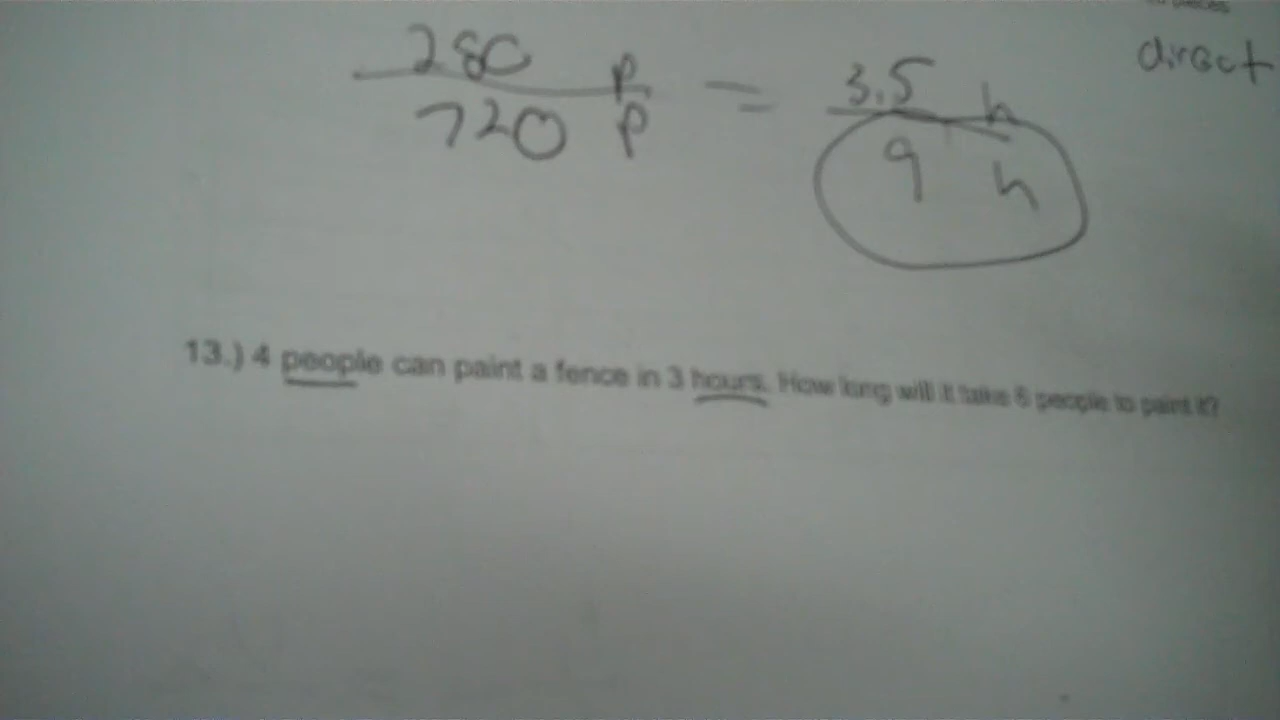 direct
280 p = 3.5 h
720 p 9 h
13.) 4 people can paint a fence in 3 hours. How long will it take 6 people to paint it?